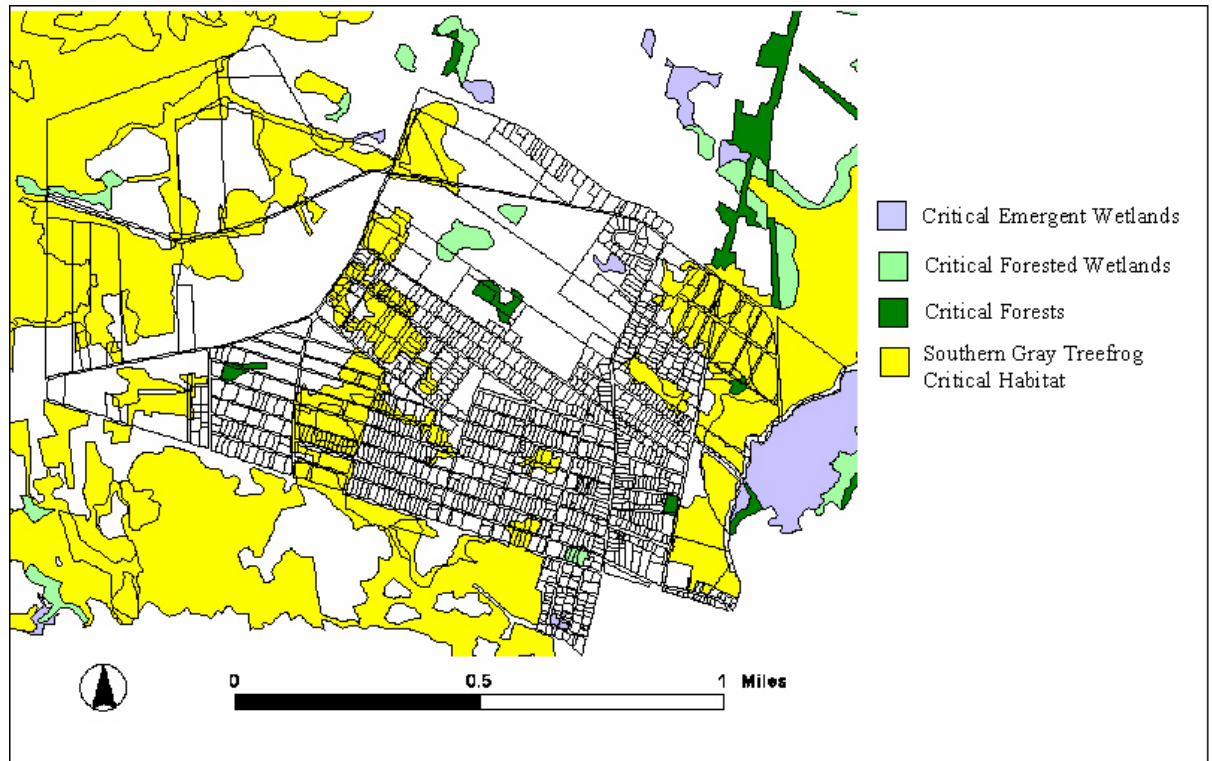 Critical Emergent Wetlands
Critical Forested Wetlands
Critical Forests
Southern Gray Treefrog
Critical Habitat
0 0.5 1 Miles